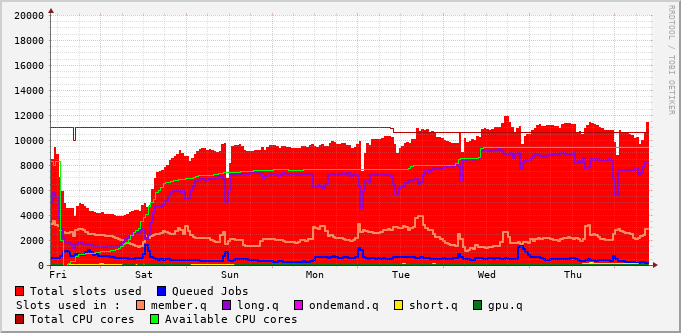 20000
18000
16000
14000
12000
10000
8000
6000
4000
2000
0
Fri Sat Sun Mon Tue Wed Thu
Total slots used Queued Jobs
Slots used in : member.q long.q ondemand.q short.q gpu.q
Total CPU cores Available CPU cores
RRDTOOL / TOBI OETIKER